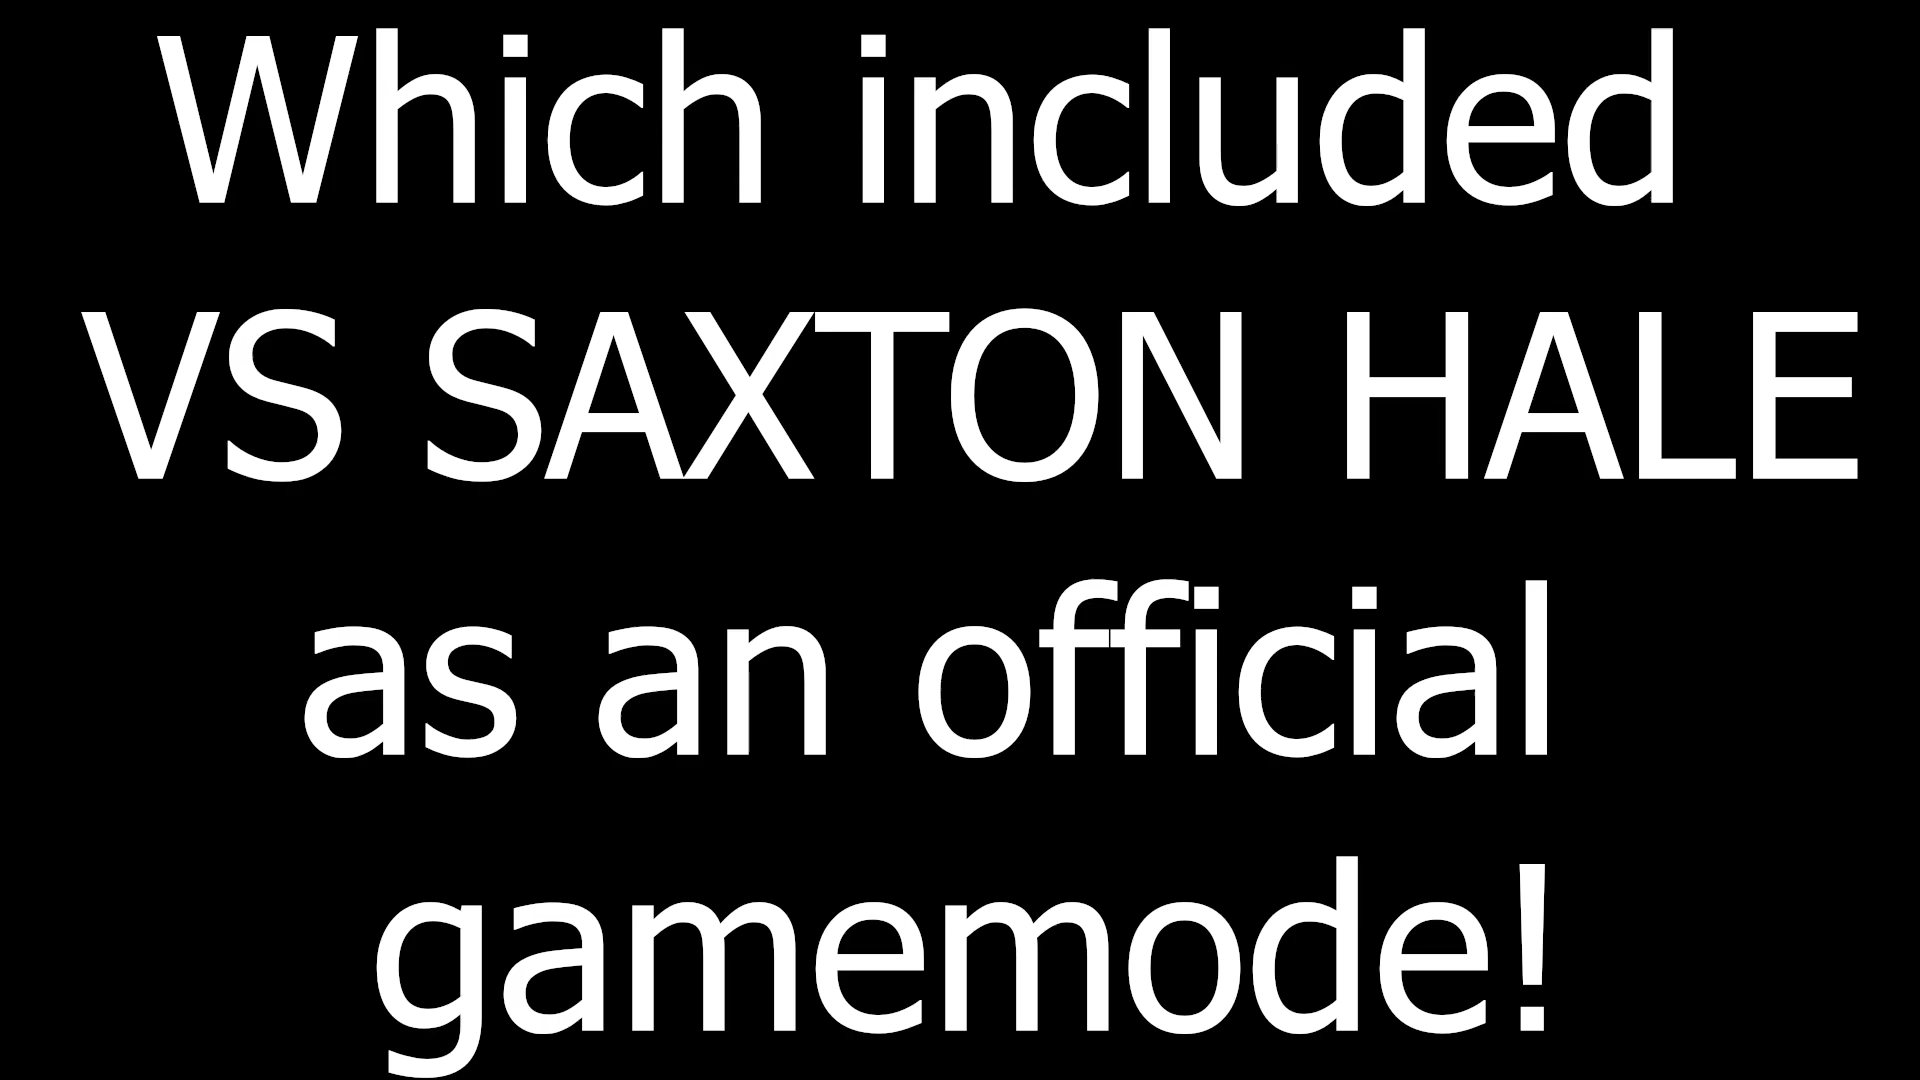 Which included
VS SAXTON HALE
as an official
gamemode!